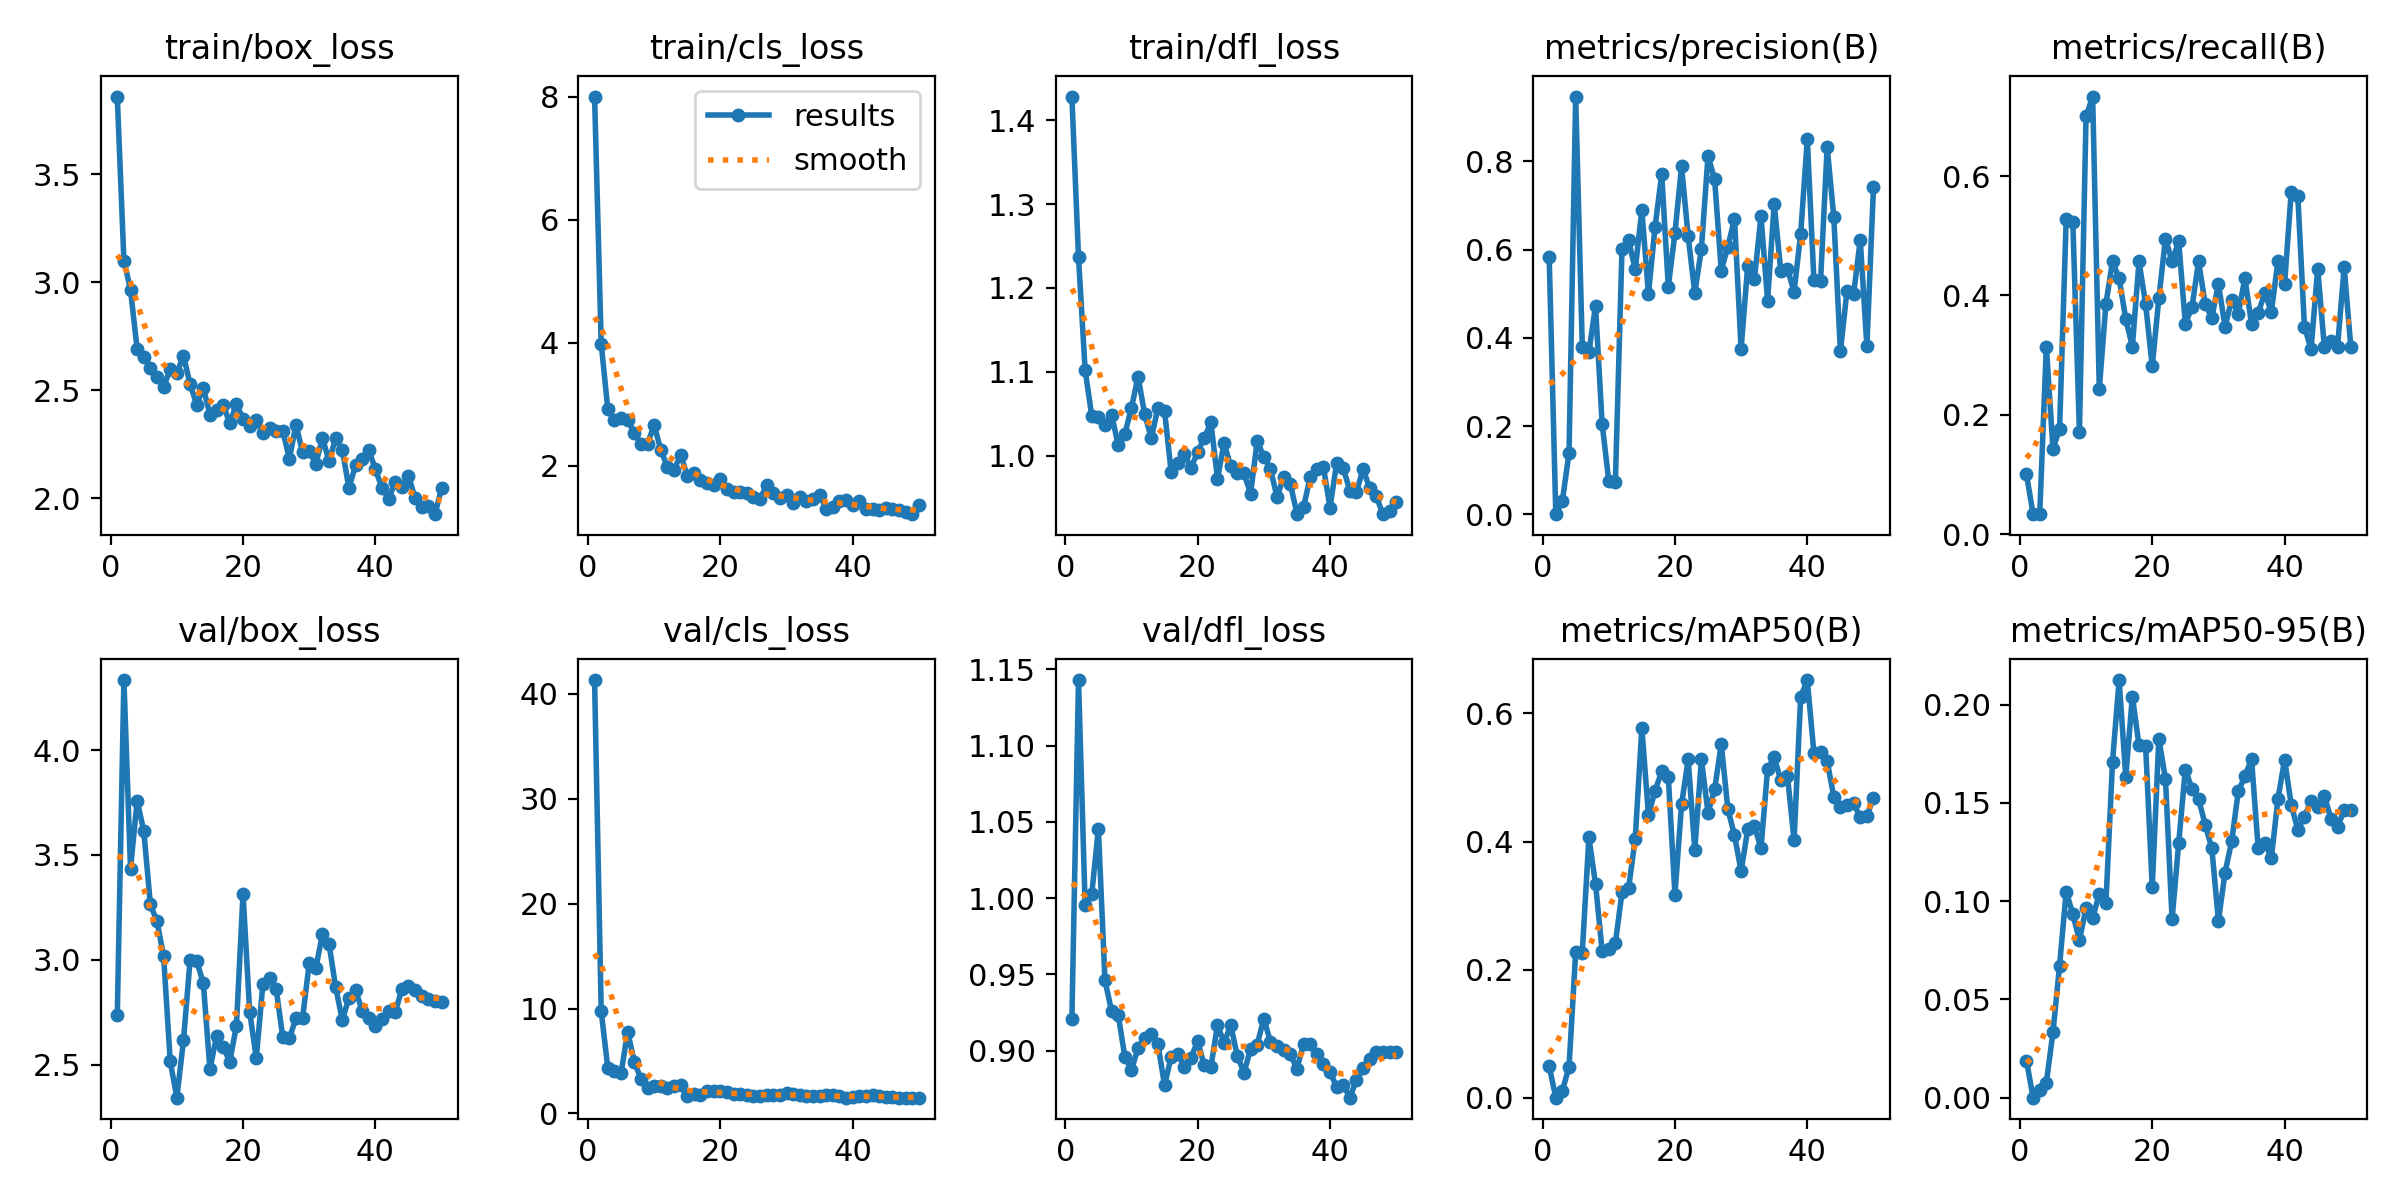 train/box_loss
train/cls_loss
train/dfl_loss
metrics/precision(B)
metrics/recall(B)
3.5
3.0
2.5
2.0
0 20 40
8
6
4
2
0 20 40
results
smooth
1.4
1.3
1.2
1.1
1.0
0 20 40
0.8
0.6
0.4
0.2
0.0
0 20 40
0.6
0.4
0.2
0.0
0 20 40
val/box_loss
val/cls_loss
val/dfl_loss
metrics/mAP50(B)
metrics/mAP50-95(B)
4.0
3.5
3.0
2.5
0 20 40
40
30
20
10
0
0 20 40
1.15
1.10
1.05
1.00
0.95
0.90
0 20 40
0.6
0.4
0.2
0.0
0 20 40
0.20
0.15
0.10
0.05
0.00
0 20 40